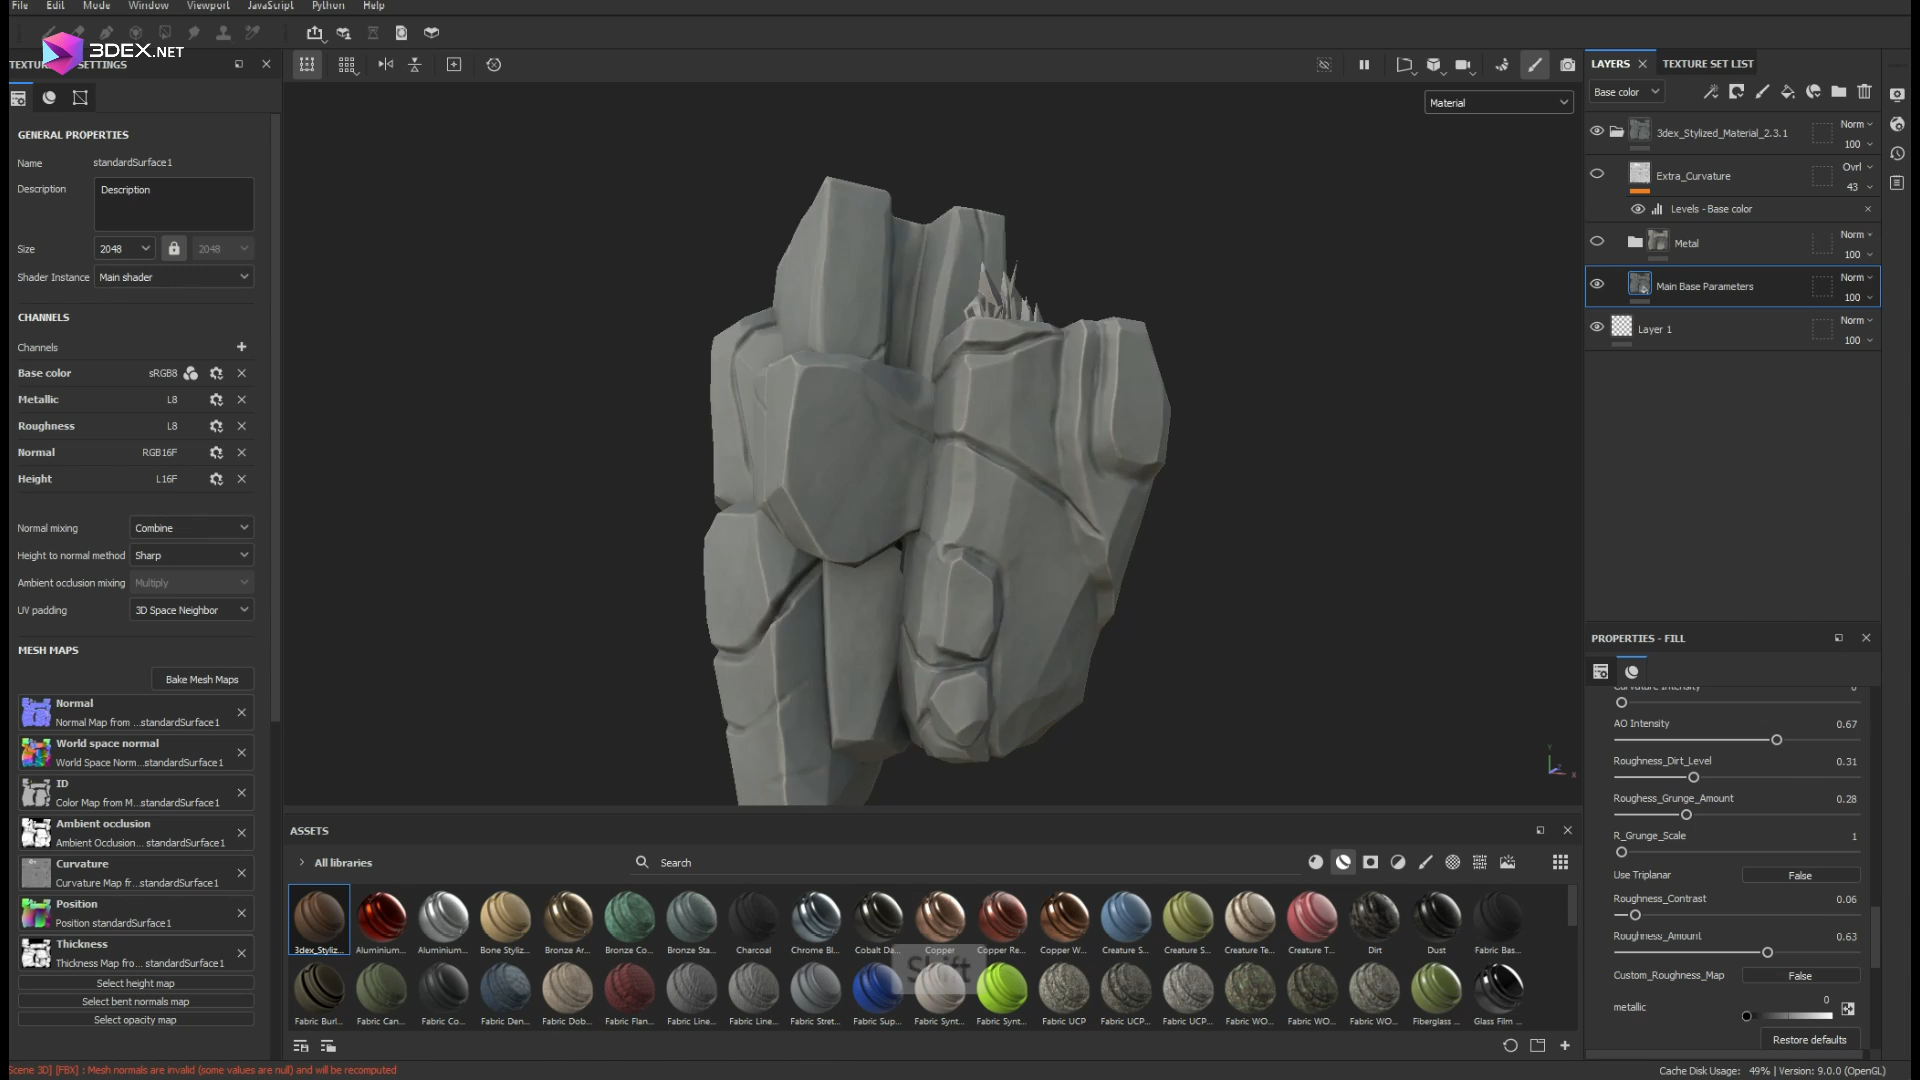 File Edit Mode Window Viewport JavaScript Python Help
3DEX.NET
SETTINGS
GENERAL PROPERTIES
Name standardSurface1
Description Description
Size 2048 2048
Shader Instance Main shader
CHANNELS
Channels
Base color sRGB8
Metallic L8
Roughness L8
Normal RGB16F
Height L16F
Normal mixing Combine
Height to normal method Sharp
Ambient occlusion mixing Multiply
UV padding 3D Space Neighbor
MESH MAPS
Bake Mesh Maps
Normal
Normal Map from ...standardSurface1
World space normal
World Space Norm...standardSurface1
ID
Color Map from M...standardSurface1
Ambient occlusion
Ambient Occlusion... standardSurface1
Curvature
Curvature Map fr...standardSurface1
Position
Position standardSurface1
Thickness
Thickness Map fro...standardSurface1
Select height map
Select bent normals map
Select opacity map
Material
ASSETS
All libraries
Search
3dex_Styliz... Aluminium... Aluminium... Bone Styliz... Bronze Ar... Bronze Co... Bronze Sta... Charcoal Chrome Bl... Cobalt Da... Copper Copper Re... Copper W... Creature S... Creature S... Creature Te... Creature T... Dirt Dust Fabric Bas...
Shift
Fabric Burl... Fabric Can... Fabric Co... Fabric Den... Fabric Dob... Fabric Flan... Fabric Line... Fabric Line... Fabric Stret... Fabric Sup... Fabric Synt... Fabric Synt... Fabric UCP Fabric UCP... Fabric UCP... Fabric WO... Fabric WO... Fabric WO... Fiberglass ... Glass Film ...
LAYERS TEXTURE SET LIST
Base color
3dex_Stylized_Material_2.3.1 Norm
100
Extra_Curvature Ovrl
43
Levels - Base color
Metal Norm
100
Main Base Parameters Norm
100
Layer 1 Norm
100
PROPERTIES - FILL
Curvature Intensity 0
AO Intensity 0.67
Roughness_Dirt_Level 0.31
Roughess_Grunge_Amount 0.28
R_Grunge_Scale 1
Use Triplanar False
Roughness_Contrast 0.06
Roughness_Amount 0.63
Custom_Roughness_Map False
metallic 0
Restore defaults
Scene 3D] [FBX] : Mesh normals are invalid (some values are null) and will be recomputed
Cache Disk Usage: 49% | Version: 9.0.0 (OpenGL)